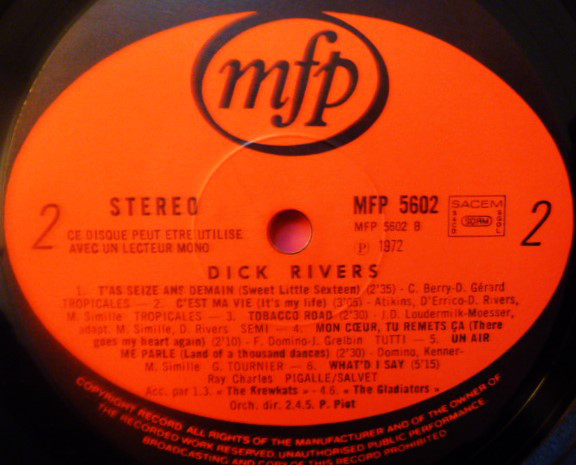 mfp
2 STEREO MFP 5602 SACEM 2
CE DISQUE PEUT ETRE UTILISE MFP 5602 B SACD SDRM SGDL
AVEC UN LECTEUR MONO Ⓟ 1972
DICK RIVERS
1. T'AS SEIZE ANS DEMAIN (Sweet Little Sexteen) (2'35) - C. Berry-D. Gérard
TROPICALES — 2. C'EST MA VIE (It's my life) (3'05) - Atikins, D'Errico-D. Rivers,
M. Simille: TROPICALES — 3. TOBACCO ROAD (2'30) - J.D. Loudermilk-Moesser,
adapt. M. Simille, D. Rivers SEMI - 4. MON CŒUR, TU REMETS ÇA (There
goes my heart again) (2'10) - F. Domino-J. Grelbin TUTTI - 5. UN AIR
ME PARLE (Land of a thousand dances) (2'30) - Domino, Kenner-
M. Simille: G. TOURNIER - 6. WHAT'D I SAY (5'15)
Ray Charles PIGALLE/SALVET
Acc. par 1.3. « The Krewkats » - 4.6. « The Gladiators »
Orch. dir. 2.4.5. P. Piot
COPYRIGHT RECORD ALL RIGHTS OF THE MANUFACTURER AND OF THE OWNER OF
THE RECORDED WORK RESERVED. UNAUTHORISED PUBLIC PERFORMANCE.
BROADCASTING AND COPY OF THIS RECORD PROHIBITED